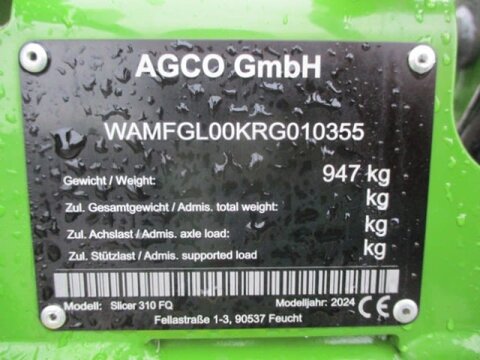 AGCO GmbH
WAMFGL00KRG010355
Gewicht / Weight: 947 kg
Zul. Gesamtgewicht / Admis. total weight: kg
Zul. Achslast / Admis. axle load: kg
Zul. Stützlast / Admis. supported load kg
Modell: Slicer 310 FQ Modelljahr: 2024 CE
Fellastraße 1-3, 90537 Feucht